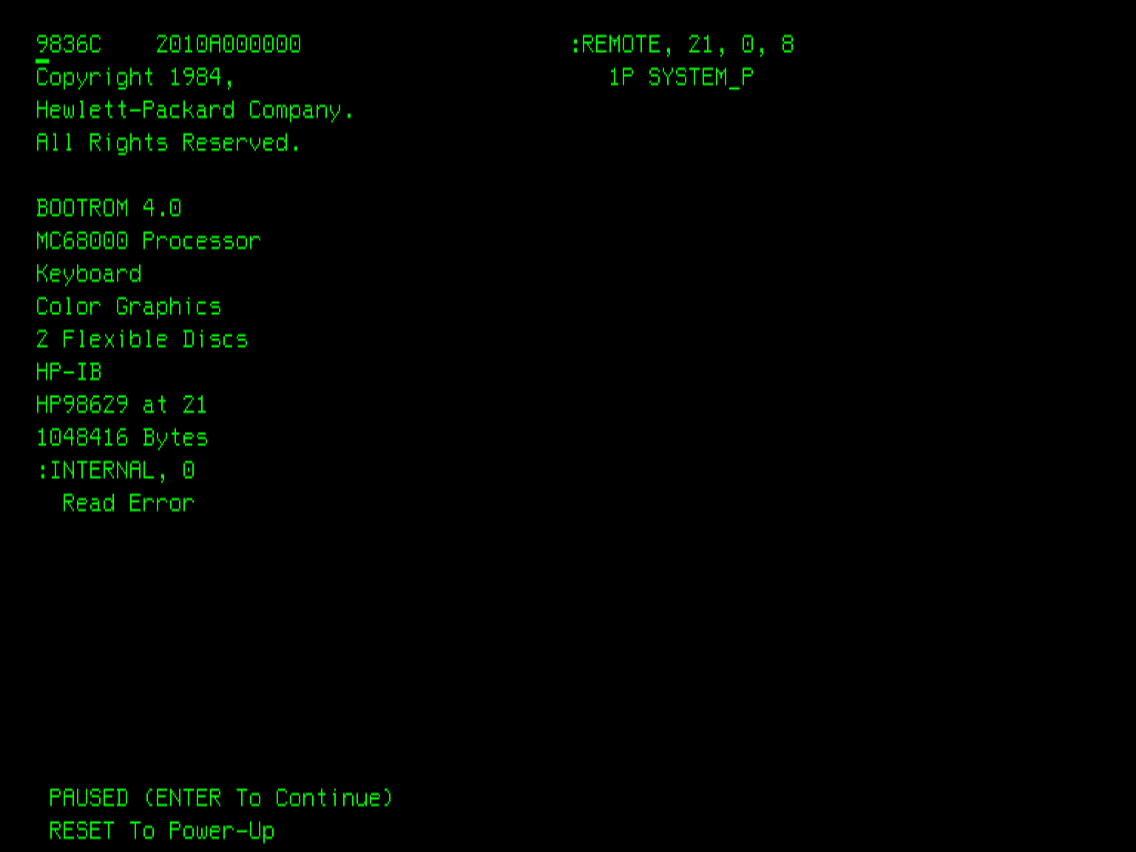 9836C    2010A000000
Copyright 1984,
Hewlett-Packard Company.
All Rights Reserved.
BOOTROM 4.0
MC68000 Processor
Keyboard
Color Graphics
2 Flexible Discs
HP-IB
HP98629 at 21
1048416 Bytes
:INTERNAL, 0
Read Error
:REMOTE, 21, 0, 8
1P SYSTEM_P
PAUSED (ENTER To Continue)
RESET To Power-Up